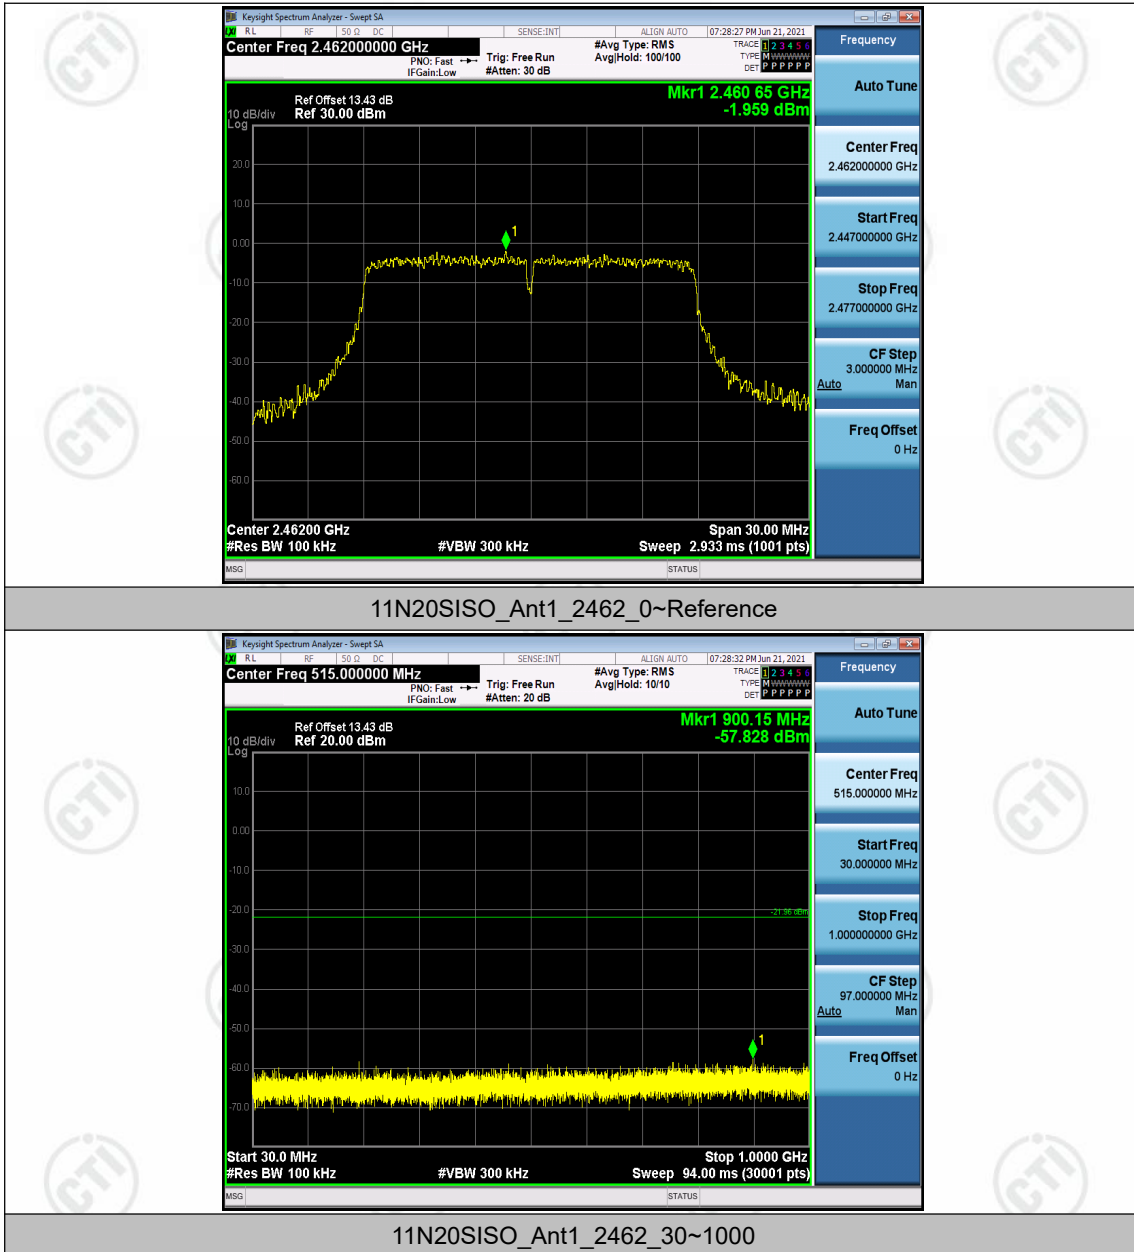 Keysight Spectrum Analyzer - Swept SA
LXI RL RF 50 Ω DC SENSE:INT ALIGN AUTO 07:28:27 PM Jun 21, 2021
Center Freq 2.462000000 GHz #Avg Type: RMS TRACE 1 2 3 4 5 6
PNO: Fast Trig: Free Run Avg|Hold: 100/100 TYPE M WWWWW
IFGain:Low #Atten: 30 dB DET P P P P P P
Frequency
Auto Tune
Ref Offset 13.43 dB Mkr1 2.460 65 GHz
10 dB/div Ref 30.00 dBm -1.959 dBm
Log
20.0
10.0
0.00
-10.0
-20.0
-30.0
-40.0
-50.0
-60.0
1
Center Freq
2.462000000 GHz
Start Freq
2.447000000 GHz
Stop Freq
2.477000000 GHz
CF Step
3.000000 MHz
Auto Man
Freq Offset
0 Hz
Center 2.46200 GHz Span 30.00 MHz
#Res BW 100 kHz #VBW 300 kHz Sweep 2.933 ms (1001 pts)
MSG STATUS
11N20SISO_Ant1_2462_0~Reference
Keysight Spectrum Analyzer - Swept SA
LXI RL RF 50 Ω DC SENSE:INT ALIGN AUTO 07:28:32 PM Jun 21, 2021
Center Freq 515.000000 MHz #Avg Type: RMS TRACE 1 2 3 4 5 6
PNO: Fast Trig: Free Run Avg|Hold: 10/10 TYPE M WWWWW
IFGain:Low #Atten: 20 dB DET P P P P P P
Frequency
Auto Tune
Ref Offset 13.43 dB Mkr1 900.15 MHz
10 dB/div Ref 20.00 dBm -57.828 dBm
Log
10.0
0.00
-10.0
-20.0
-21.96 dBm
-30.0
-40.0
-50.0
-60.0
-70.0
1
Center Freq
515.000000 MHz
Start Freq
30.000000 MHz
Stop Freq
1.000000000 GHz
CF Step
97.000000 MHz
Auto Man
Freq Offset
0 Hz
Start 30.0 MHz Stop 1.0000 GHz
#Res BW 100 kHz #VBW 300 kHz Sweep 94.00 ms (30001 pts)
MSG STATUS
11N20SISO_Ant1_2462_30~1000
CTI
CTI
CTI
CTI
CTI
CTI
CTI
CTI